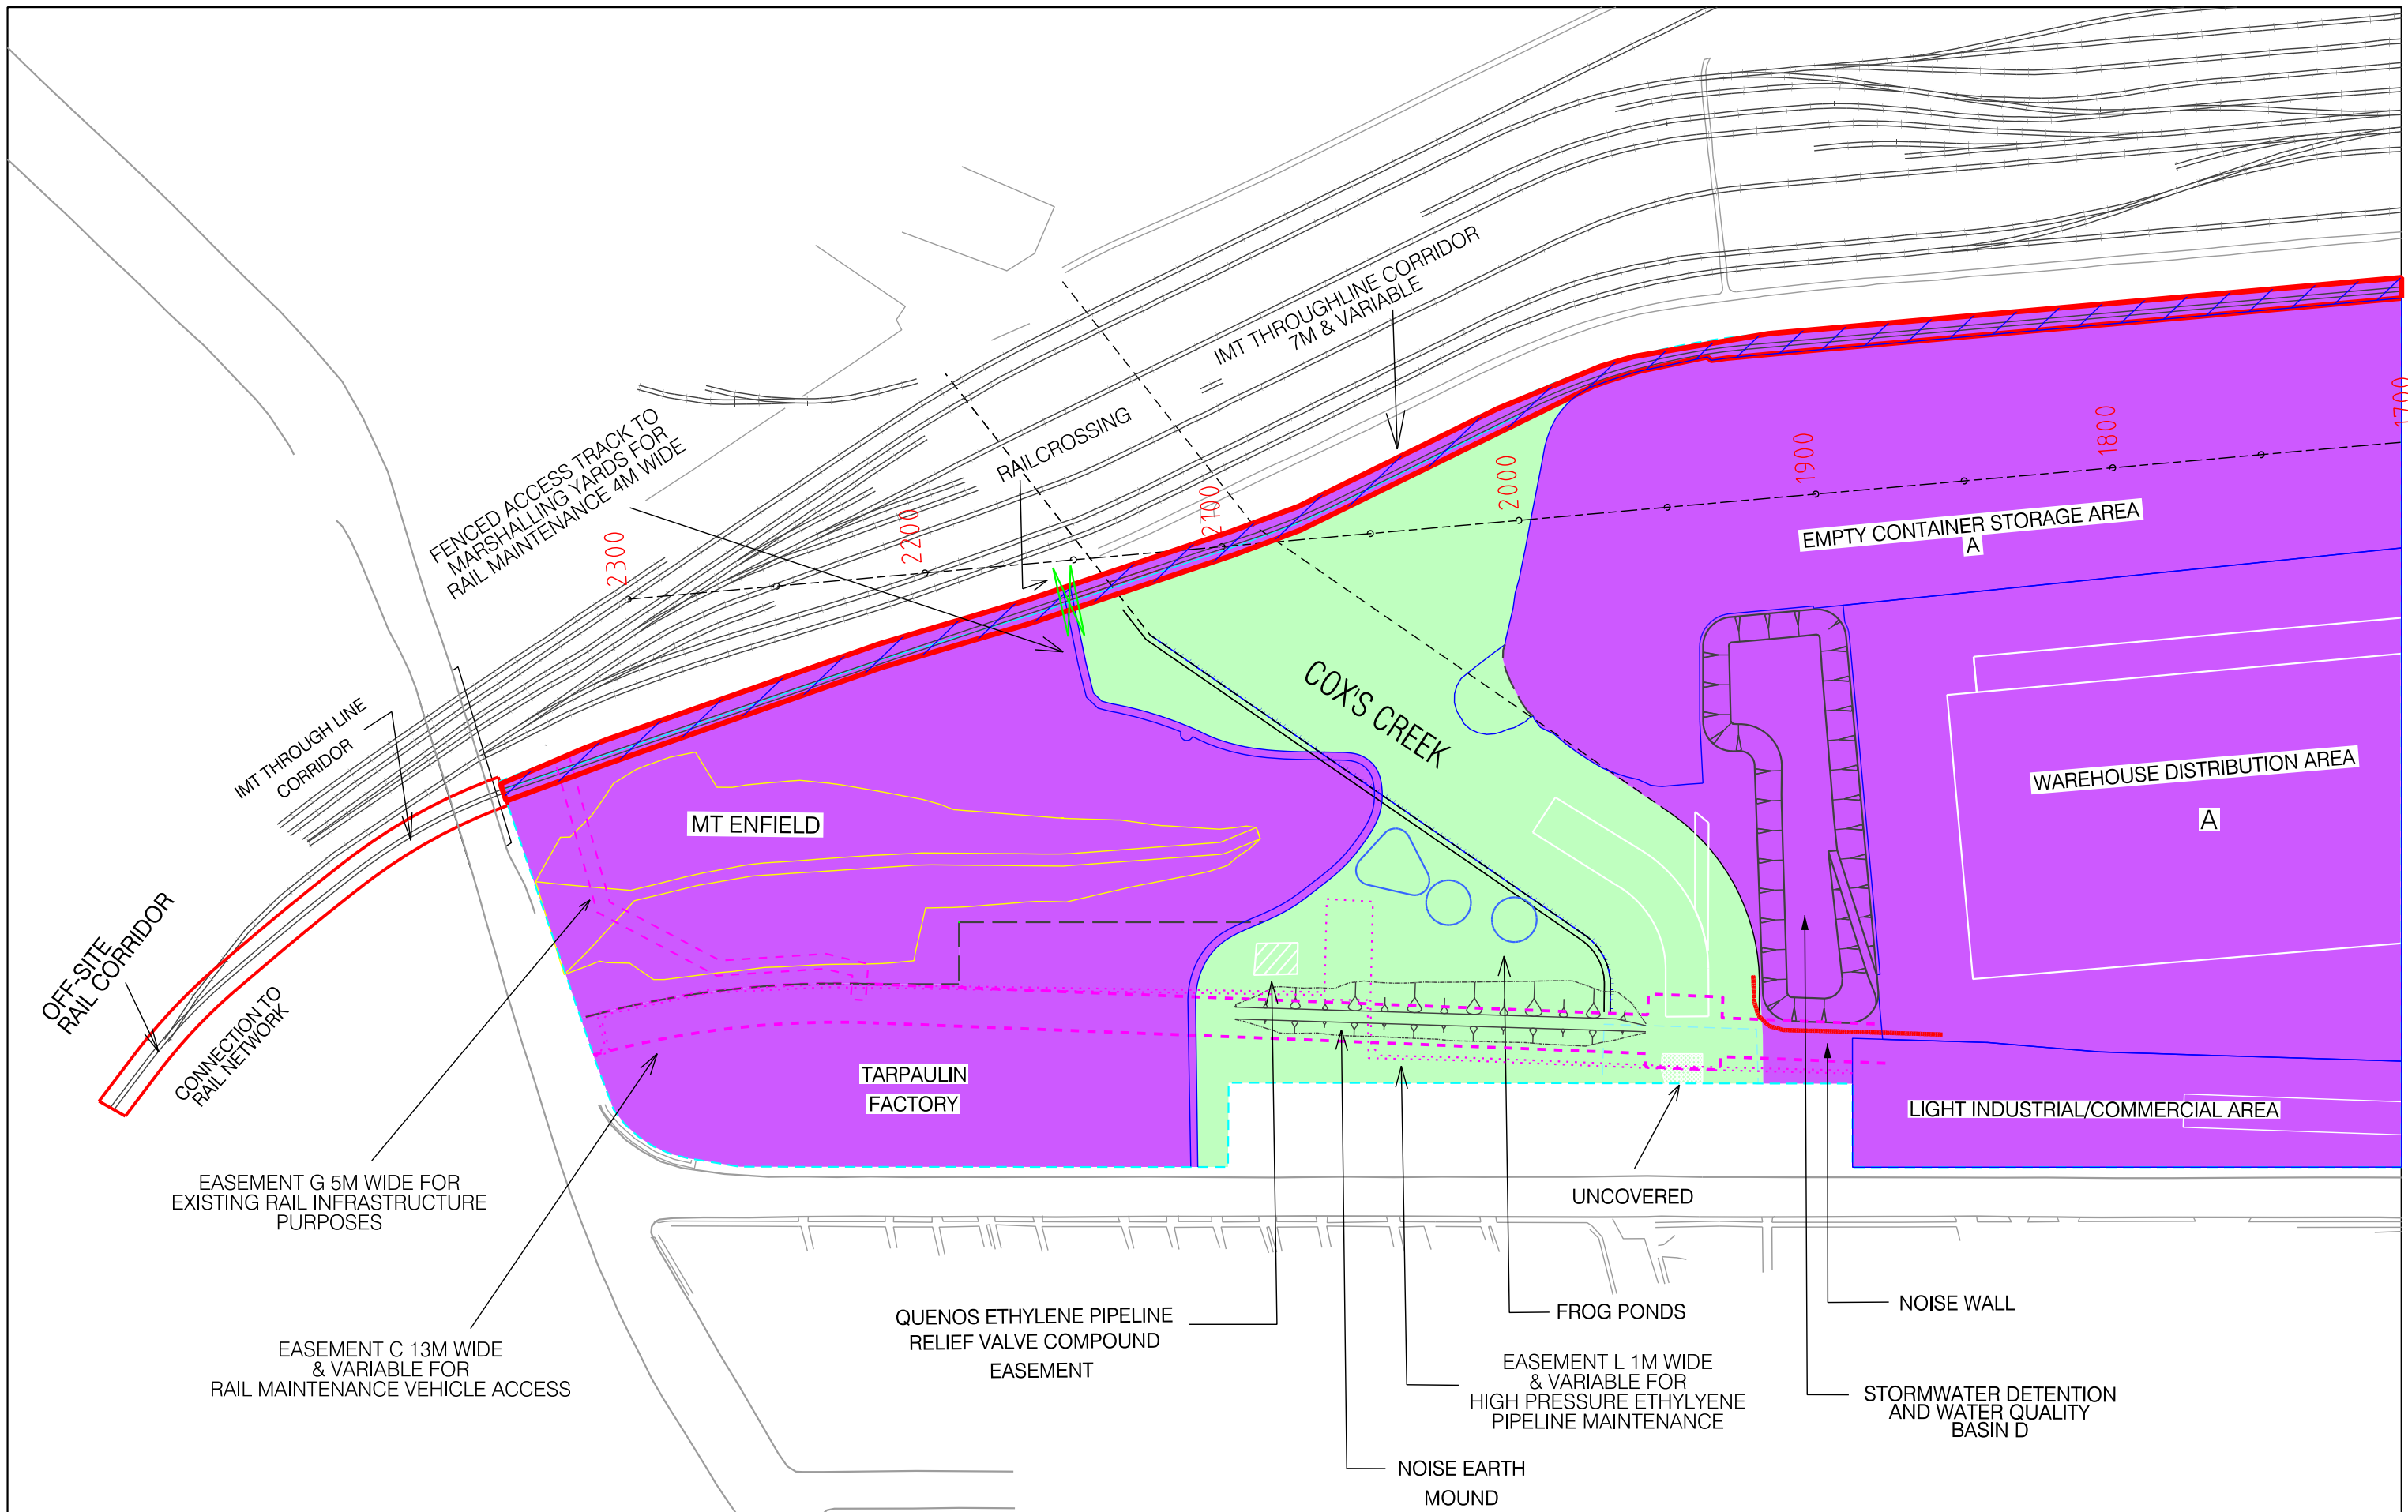 IMT THROUGHLINE CORRIDOR
7M & VARIABLE
RAILCROSSING
FENCED ACCESS TRACK TO
MARSHALLING YARDS FOR
RAIL MAINTENANCE 4M WIDE
2300
2200
2100
2000
1900
1800
1700
EMPTY CONTAINER STORAGE AREA
A
COX'S CREEK
IMT THROUGH LINE
CORRIDOR
WAREHOUSE DISTRIBUTION AREA
A
MT ENFIELD
OFF-SITE
RAIL CORRIDOR
CONNECTION TO
RAIL NETWORK
TARPAULIN
FACTORY
LIGHT INDUSTRIAL/COMMERCIAL AREA
EASEMENT G 5M WIDE FOR
EXISTING RAIL INFRASTRUCTURE
PURPOSES
UNCOVERED
EASEMENT C 13M WIDE
& VARIABLE FOR
RAIL MAINTENANCE VEHICLE ACCESS
QUENOS ETHYLENE PIPELINE
RELIEF VALVE COMPOUND
EASEMENT
FROG PONDS
NOISE WALL
EASEMENT L 1M WIDE
& VARIABLE FOR
HIGH PRESSURE ETHYLYENE
PIPELINE MAINTENANCE
STORMWATER DETENTION
AND WATER QUALITY
BASIN D
NOISE EARTH
MOUND